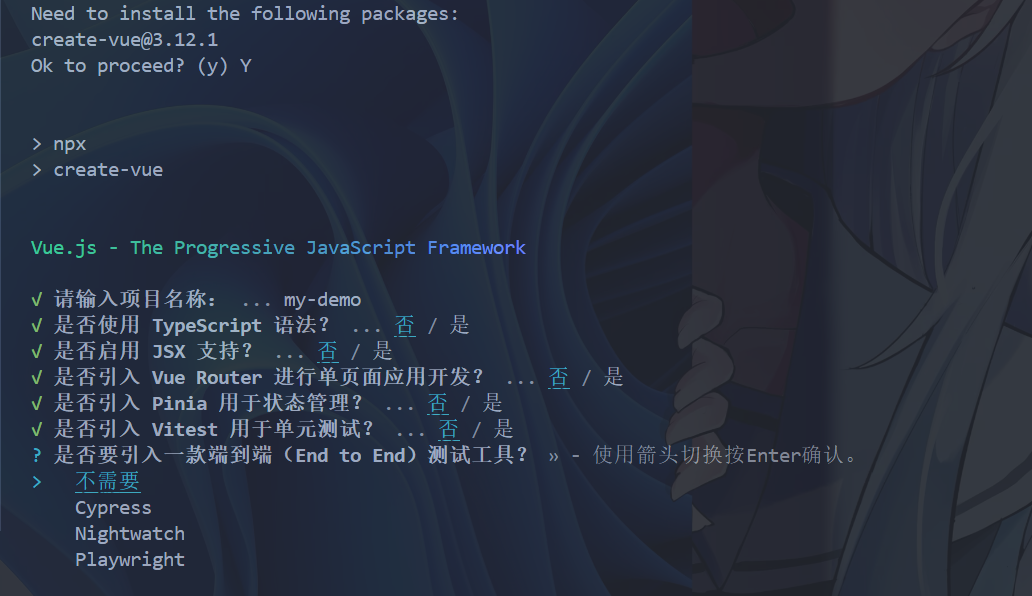 Need to install the following packages:
create-vue@3.12.1
Ok to proceed? (y) Y
> npx
> create-vue
Vue.js - The Progressive JavaScript Framework
√ 请输入项目名称： ... my-demo
√ 是否使用 TypeScript 语法？ ... 否 / 是
√ 是否启用 JSX 支持？ ... 否 / 是
√ 是否引入 Vue Router 进行单页面应用开发？ ... 否 / 是
√ 是否引入 Pinia 用于状态管理？ ... 否 / 是
√ 是否引入 Vitest 用于单元测试？ ... 否 / 是
? 是否要引入一款端到端（End to End）测试工具？ » - 使用箭头切换按Enter确认。
> 不需要
Cypress
Nightwatch
Playwright